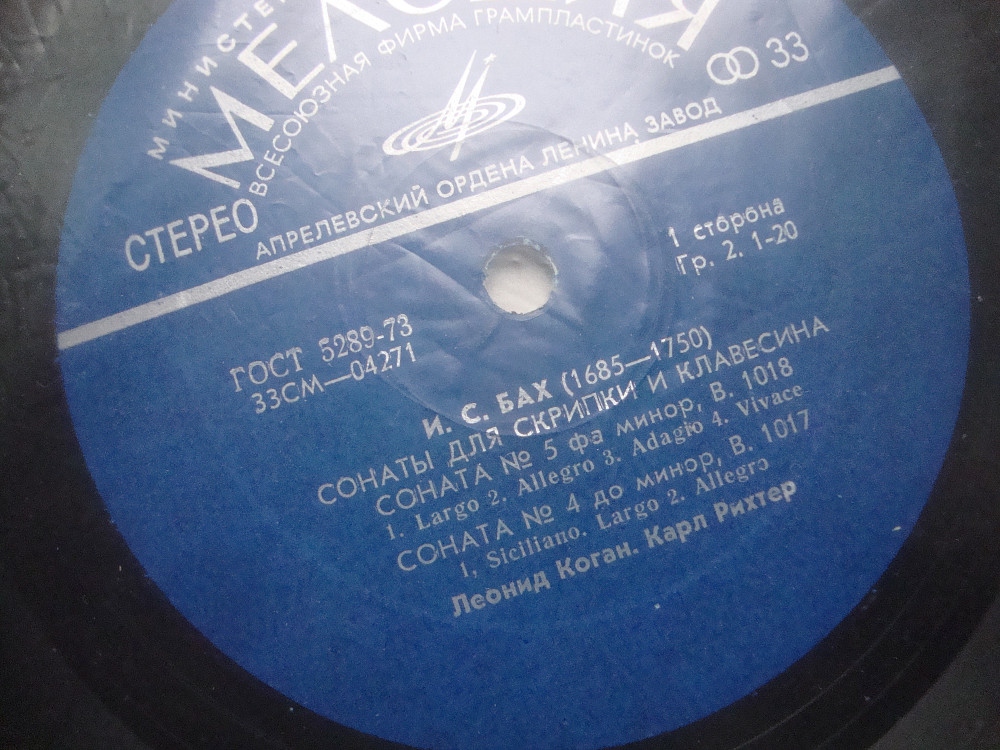 МЕЛО
ВСЕСОЮЗНАЯ ФИРМА ГРАМПЛАСТИНОК
СТЕРЕО
33
АПРЕЛЕВСКИЙ ОРДЕНА ЛЕНИНА ЗАВОД
1 сторона
Гр. 2. 1-20
ГОСТ 5289-73
33СМ—04271
И. С. БАХ (1685—1750)
СОНАТЫ ДЛЯ СКРИПКИ И КЛАВЕСИНА
СОНАТА № 5 фа минор, В. 1018
1. Largo 2. Allegro 3. Adagio 4. Vivace
СОНАТА № 4 до минор, В. 1017
1, Siciliano. Largo 2. Allegro
Леонид Коган. Карл Рихтер